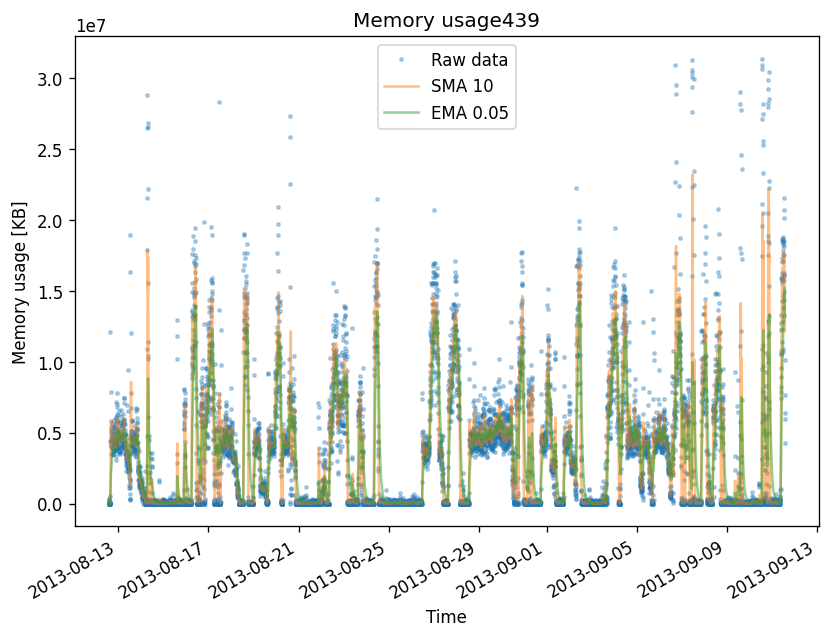 Memory usage439
1e7
Raw data
SMA 10
EMA 0.05
3.0
2.5
2.0
1.5
1.0
0.5
0.0
Memory usage [KB]
2013-08-13
2013-08-17
2013-08-21
2013-08-25
2013-08-29
2013-09-01
2013-09-05
2013-09-09
2013-09-13
Time